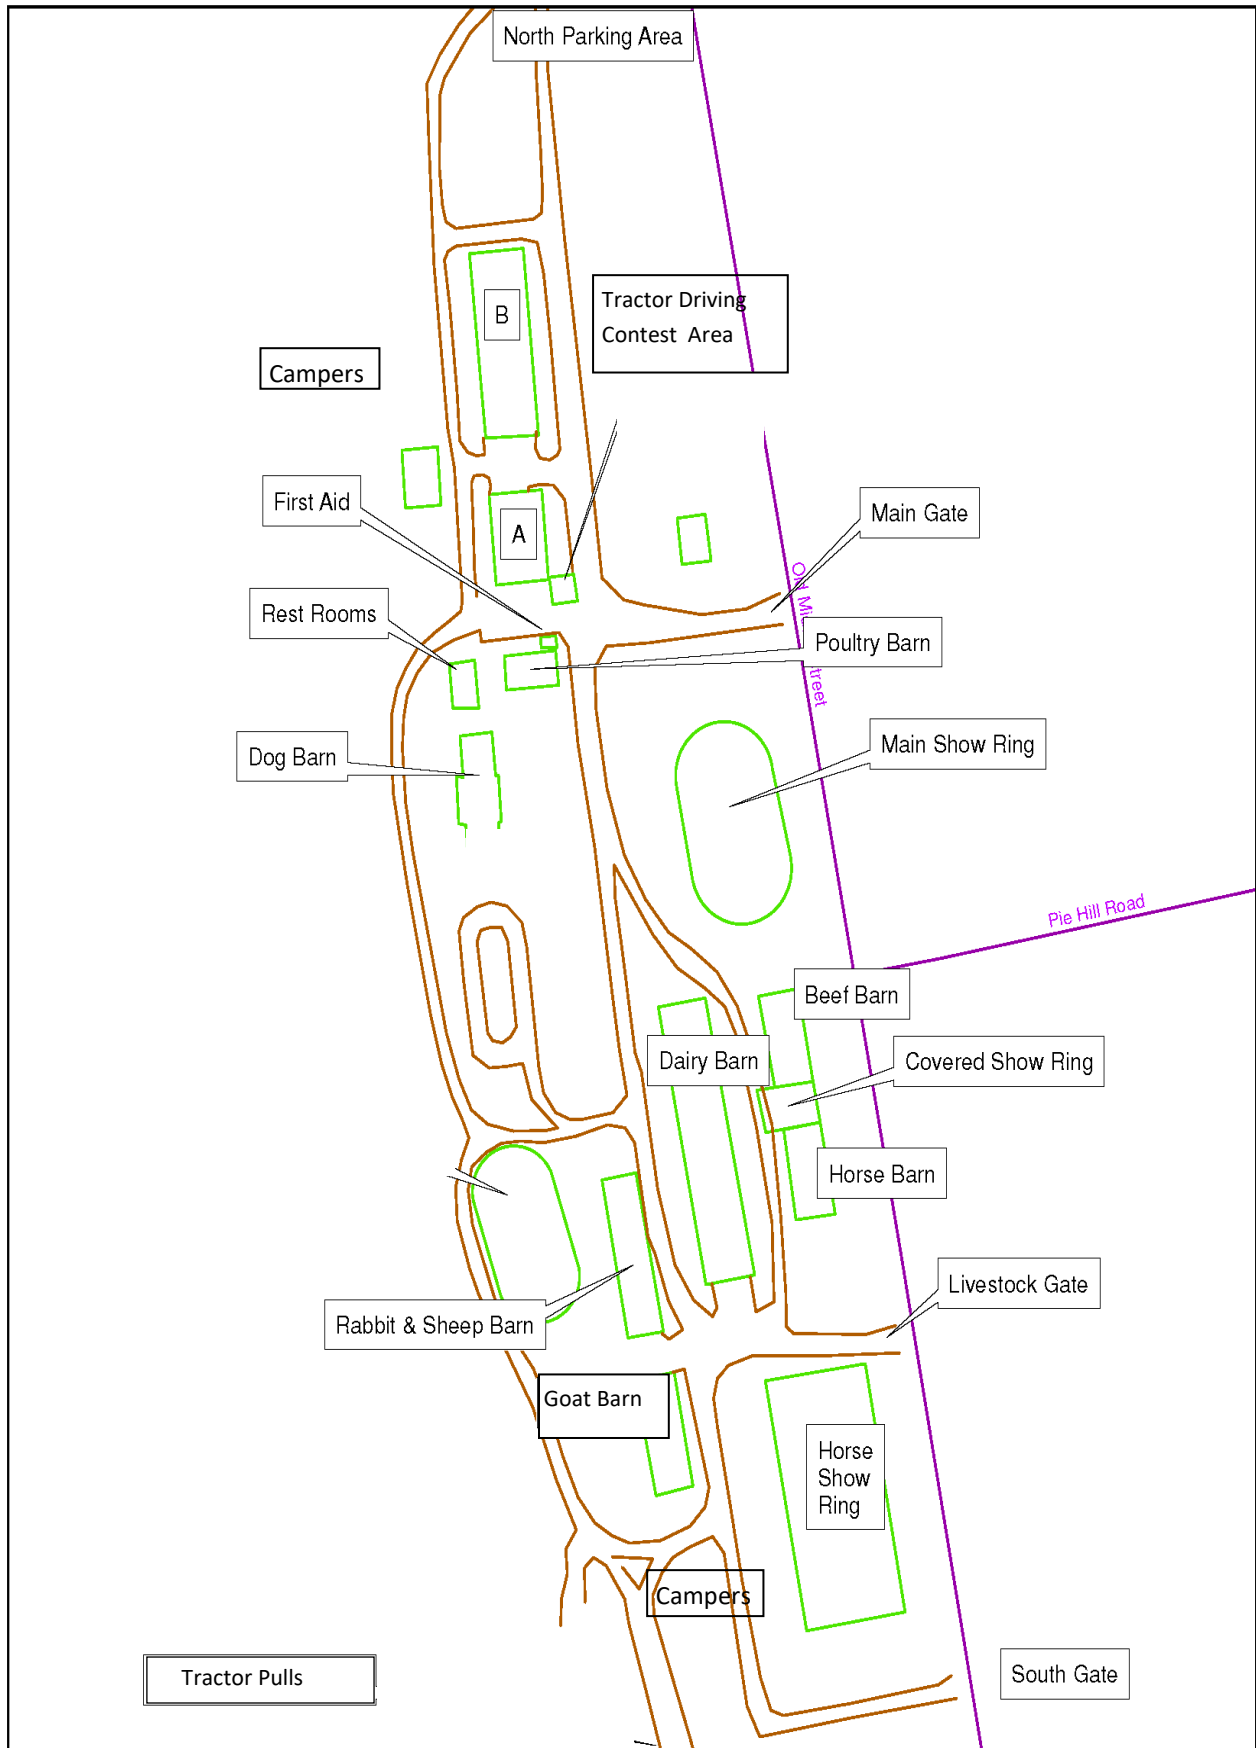 North Parking Area
B
Tractor Driving
Contest Area
Campers
First Aid
A
Main Gate
Rest Rooms
Poultry Barn
Old
treet
Dog Barn
Main Show Ring
Pie Hill Road
Beef Barn
Dairy Barn
Covered Show Ring
Horse Barn
Livestock Gate
Rabbit & Sheep Barn
Goat Barn
Horse
Show
Ring
Campers
Tractor Pulls
South Gate